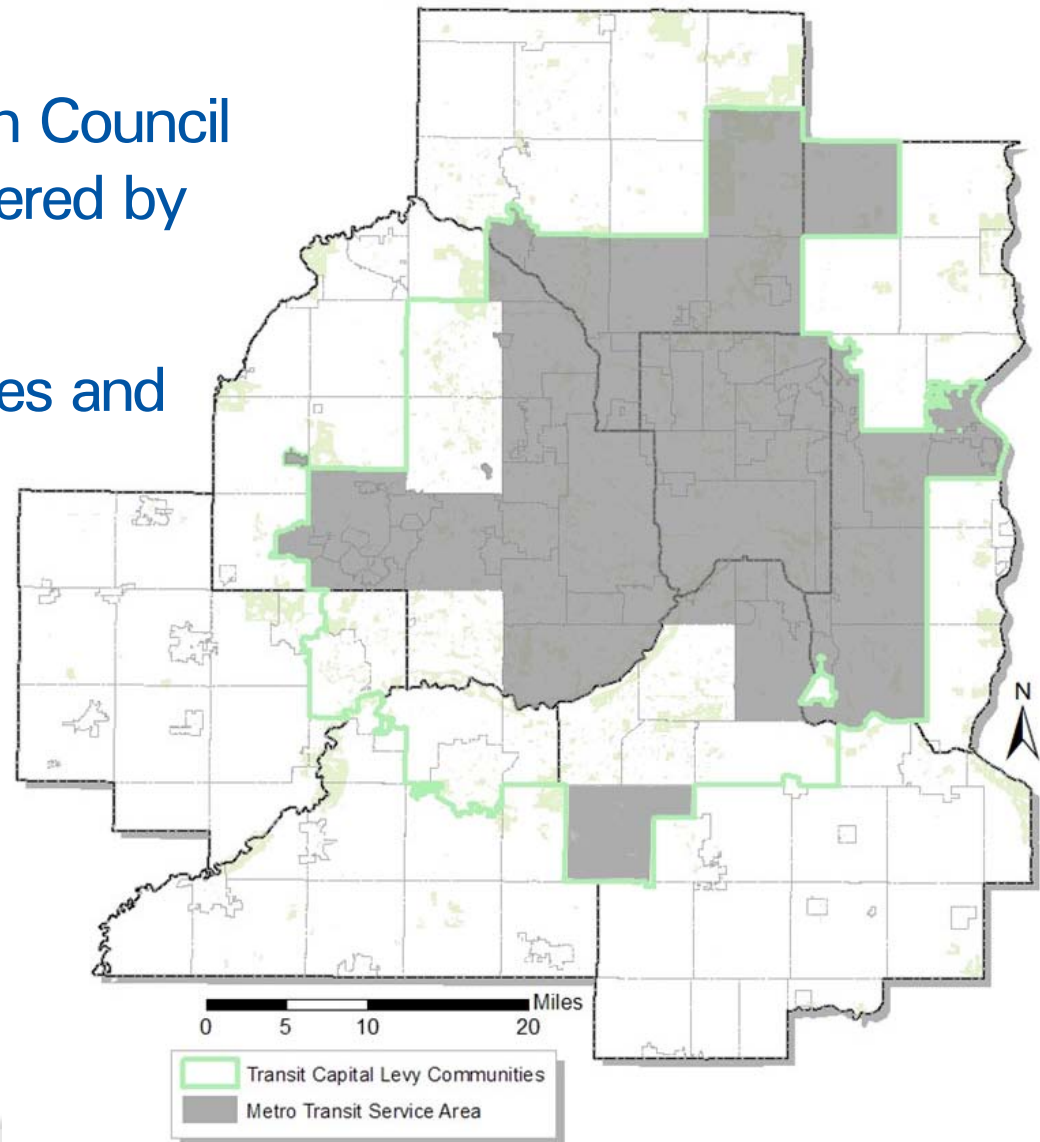 n Council
ered by
es and
N
Miles
0 5 10 20
Transit Capital Levy Communities
Metro Transit Service Area